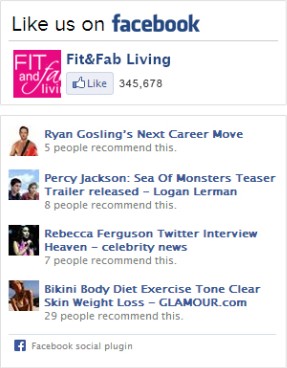 Like us on facebook
FIT
and fab
livi
Fit&Fab Living
Like 345,678
Ryan Gosling's Next Career Move
5 people recommend this.
Percy Jackson: Sea Of Monsters Teaser
Trailer released – Logan Lerman
8 people recommend this.
Rebecca Ferguson Twitter Interview
Heaven – celebrity news
7 people recommend this.
Bikini Body Diet Exercise Tone Clear
Skin Weight Loss – GLAMOUR.com
29 people recommend this.
Facebook social plugin